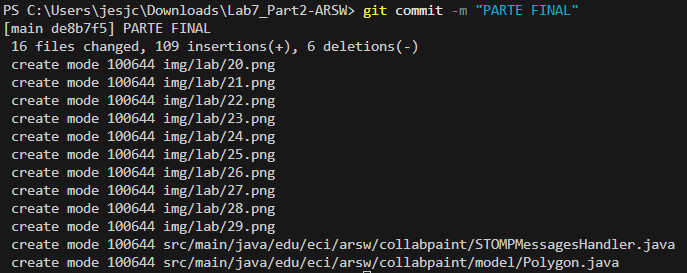 PS C:\Users\jesjc\Downloads\Lab7_Part2-ARSW> git commit -m "PARTE FINAL"
[main de8b7f5] PARTE FINAL
 16 files changed, 109 insertions(+), 6 deletions(-)
 create mode 100644 img/lab/20.png
 create mode 100644 img/lab/21.png
 create mode 100644 img/lab/22.png
 create mode 100644 img/lab/23.png
 create mode 100644 img/lab/24.png
 create mode 100644 img/lab/25.png
 create mode 100644 img/lab/26.png
 create mode 100644 img/lab/27.png
 create mode 100644 img/lab/28.png
 create mode 100644 img/lab/29.png
 create mode 100644 src/main/java/edu/eci/arsw/collabpaint/STOMPMessagesHandler.java
 create mode 100644 src/main/java/edu/eci/arsw/collabpaint/model/Polygon.java